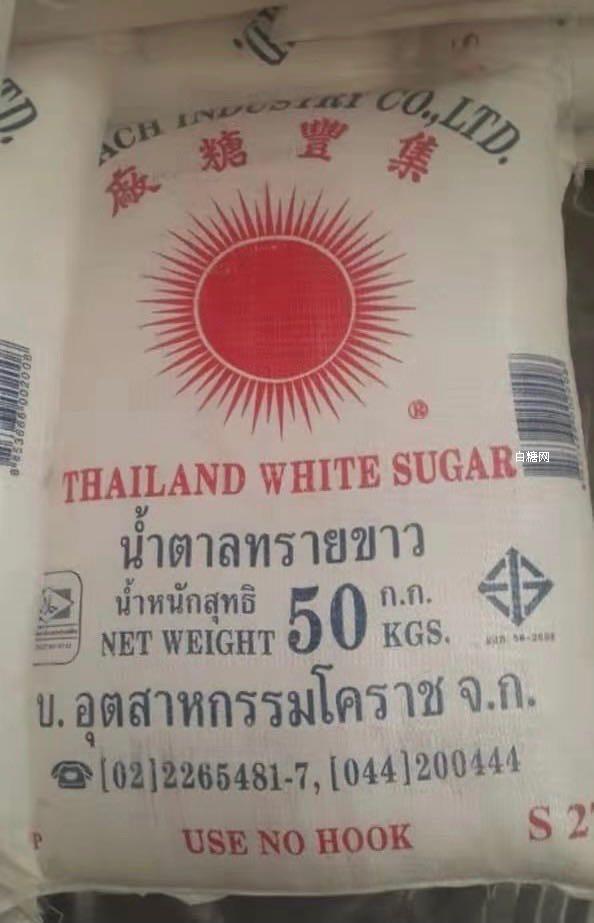 LTD.
ACH INDUSTRY CO.,LTD.
廠糖豐集
®
8853666002008
白糖网
THAILAND WHITE SUGAR
น้ำตาลทรายขาว
น้ำหนักสุทธิ 50 ก.ก.
NET WEIGHT KGS.
บ. อุตสาหกรรมโคราช จ.ก.
[02]2265481-7, [044]200444
P USE NO HOOK S 2